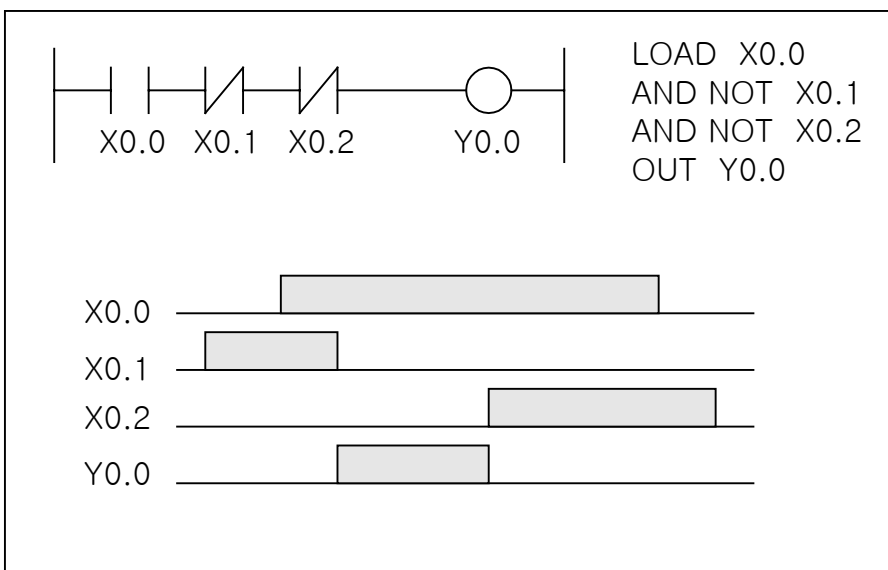 X0.0 X0.1 X0.2 Y0.0
LOAD X0.0
AND NOT X0.1
AND NOT X0.2
OUT Y0.0
X0.0
X0.1
X0.2
Y0.0